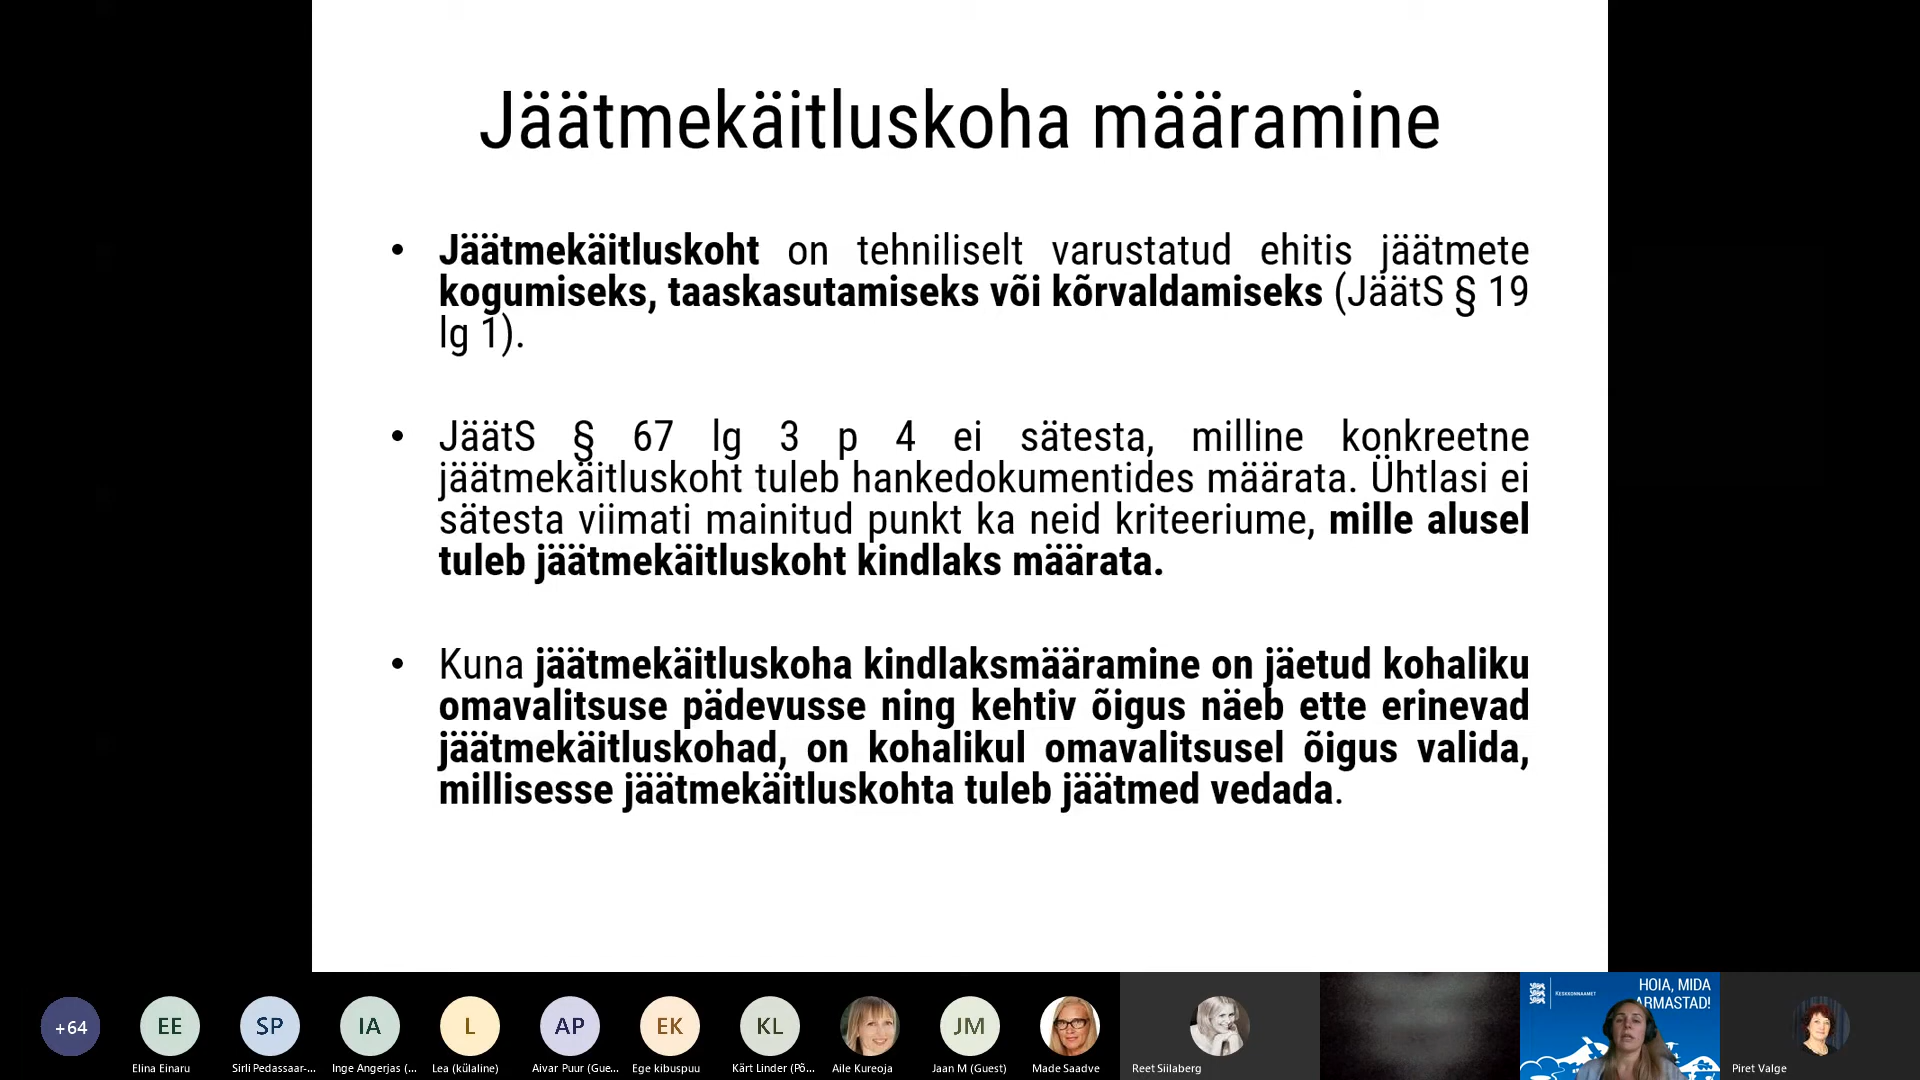 Jäätmekäitluskoha määramine
• Jäätmekäitluskoht on tehniliselt varustatud ehitis jäätmete
kogumiseks, taaskasutamiseks või kõrvaldamiseks (JäätS § 19
lg 1).
• JäätS § 67 lg 3 p 4 ei sätesta, milline konkreetne
jäätmekäitluskoht tuleb hankedokumentides määrata. Ühtlasi ei
sätesta viimati mainitud punkt ka neid kriteeriume, mille alusel
tuleb jäätmekäitluskoht kindlaks määrata.
• Kuna jäätmekäitluskoha kindlaksmääramine on jäetud kohaliku
omavalitsuse pädevusse ning kehtiv õigus näeb ette erinevad
jäätmekäitluskohad, on kohalikul omavalitsusel õigus valida,
millisesse jäätmekäitluskohta tuleb jäätmed vedada.
+64
EE
SP
IA
L
AP
EK
KL
JM
KESKKONNAAMET
HOIA, MIDA
ARMASTAD!
Elina Einaru
Sirli Pedassaar-...
Inge Angerjas (...
Lea (külaline)
Aivar Puur (Gue...
Ege kibuspuu
Kärt Linder (Põ...
Aile Kureoja
Jaan M (Guest)
Made Saadve
Reet Siilaberg
Piret Valge